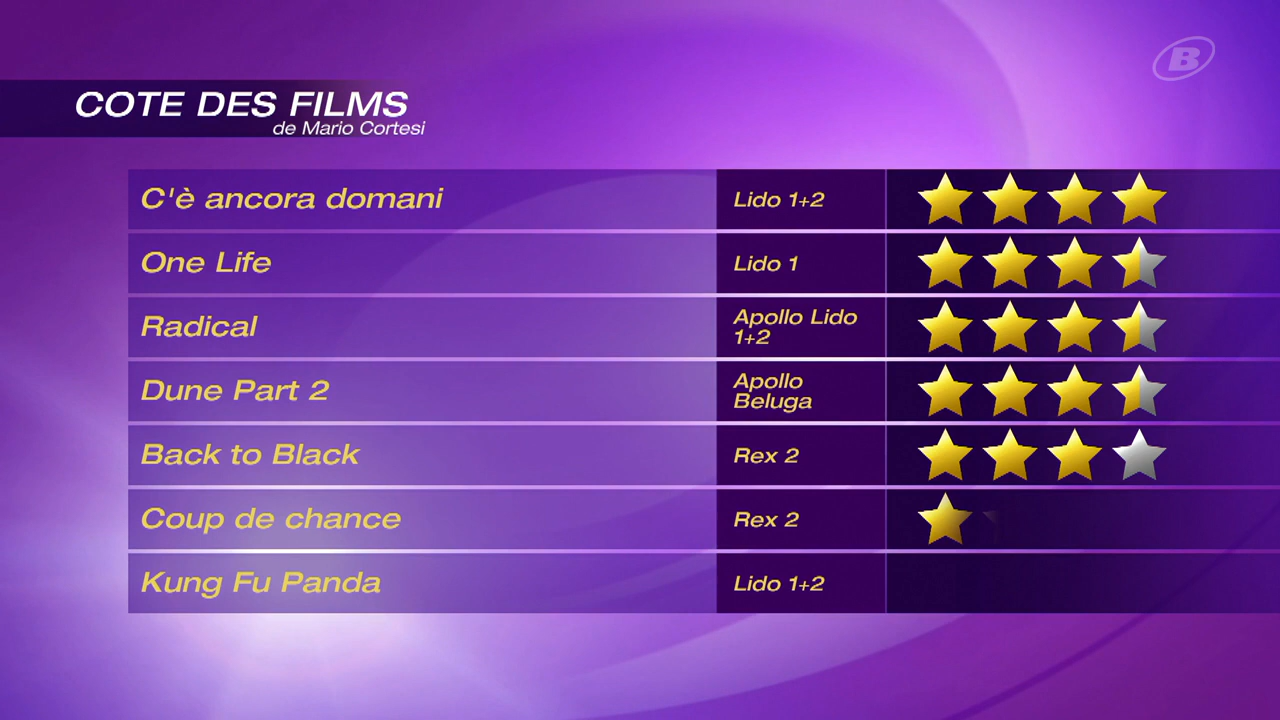 B
COTE DES FILMS
de Mario Cortesi
C'è ancora domani
Lido 1+2
One Life
Lido 1
Radical
Apollo Lido
1+2
Dune Part 2
Apollo
Beluga
Back to Black
Rex 2
Coup de chance
Rex 2
Kung Fu Panda
Lido 1+2